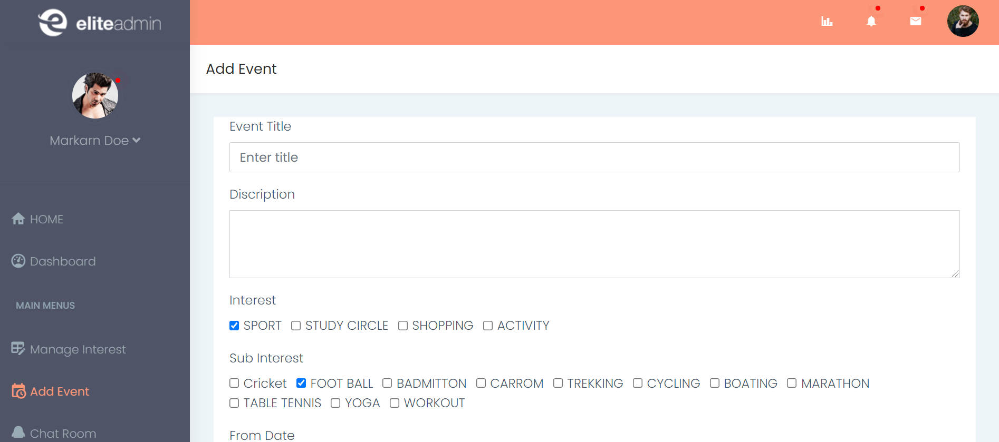 eliteadmin
Markarn Doe
HOME
Dashboard
MAIN MENUS
Manage Interest
Add Event
Chat Room
Add Event
Event Title
Enter title
Discription
Interest
SPORT STUDY CIRCLE SHOPPING ACTIVITY
Sub Interest
Cricket FOOT BALL BADMITTON CARROM TREKKING CYCLING BOATING MARATHON
TABLE TENNIS YOGA WORKOUT
From Date